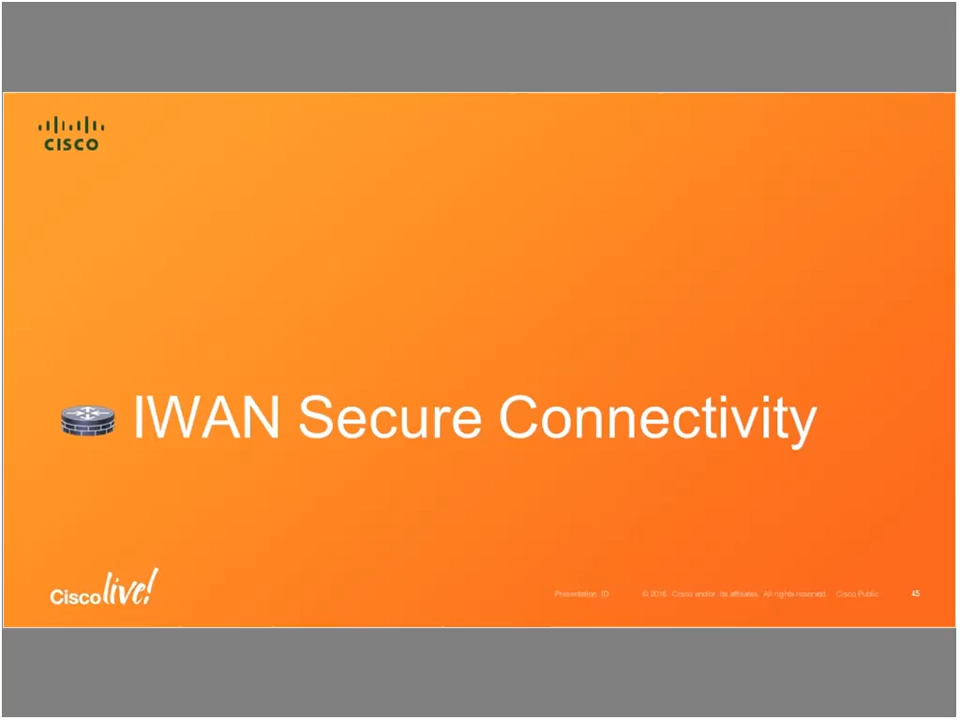 CISCO
IWAN Secure Connectivity
Cisco live!
Presentation ID © 2016 Cisco and/or its affiliates. All rights reserved. Cisco Public 45